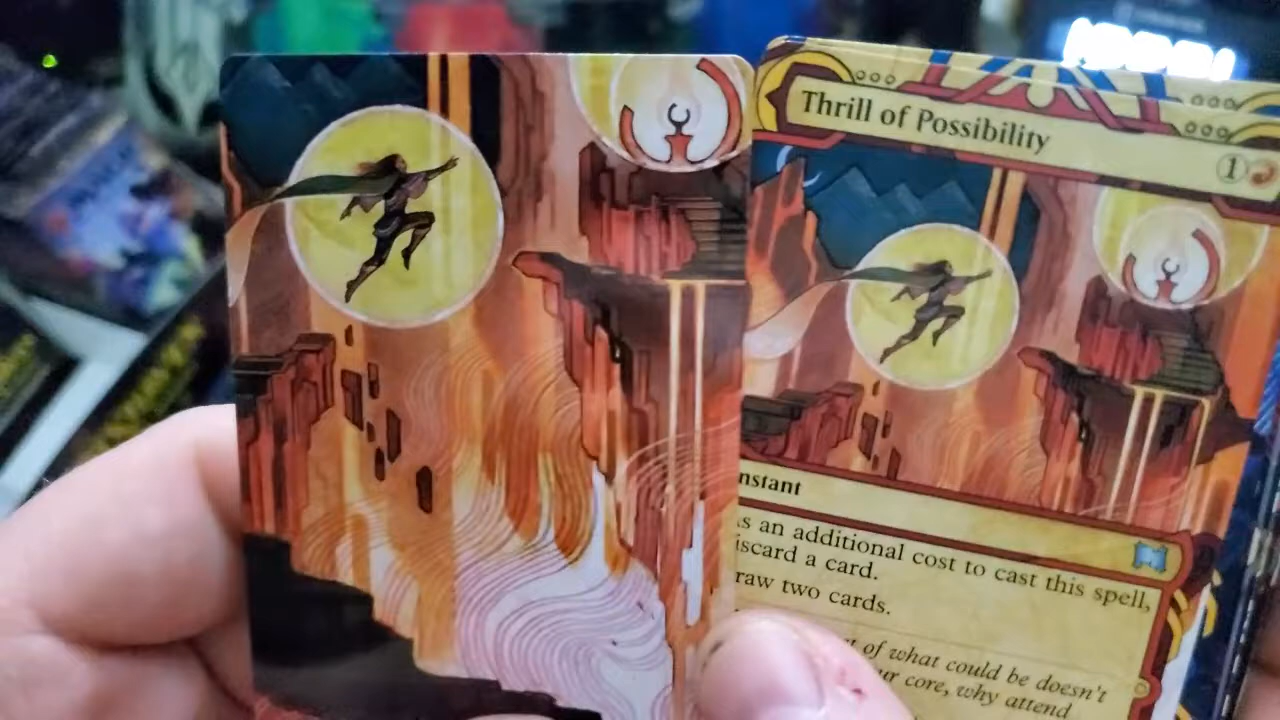 Thrill of Possibility
1
nstant
s an additional cost to cast this spell,
iscard a card.
raw two cards.
of what could be doesn't
ur core, why attend